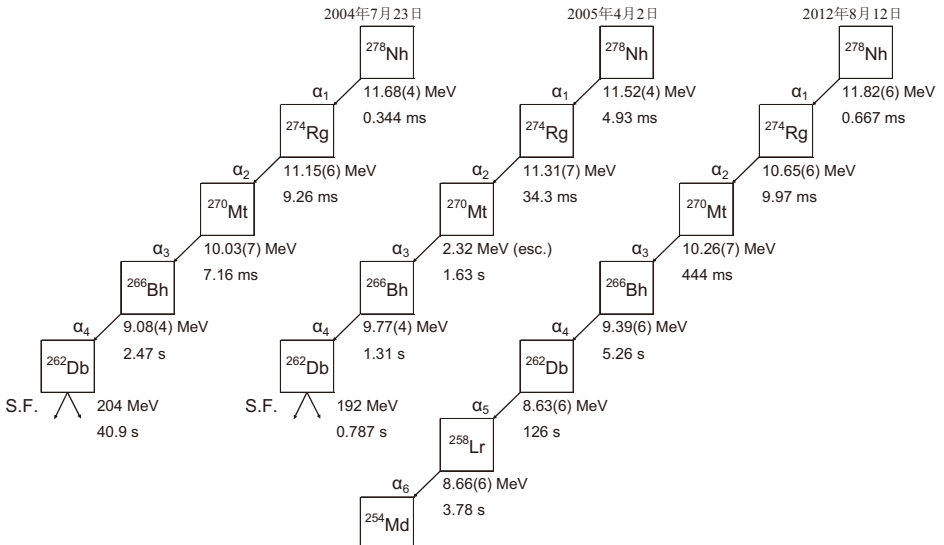 2004年7月23日
²⁷⁸Nh
α₁
11.68(4) MeV
0.344 ms
²⁷⁴Rg
α₂
11.15(6) MeV
9.26 ms
²⁷⁰Mt
α₃
10.03(7) MeV
7.16 ms
²⁶⁶Bh
α₄
9.08(4) MeV
2.47 s
²⁶²Db
S.F.
204 MeV
40.9 s
2005年4月2日
²⁷⁸Nh
α₁
11.52(4) MeV
4.93 ms
²⁷⁴Rg
α₂
11.31(7) MeV
34.3 ms
²⁷⁰Mt
α₃
2.32 MeV (esc.)
1.63 s
²⁶⁶Bh
α₄
9.77(4) MeV
1.31 s
²⁶²Db
S.F.
192 MeV
0.787 s
2012年8月12日
²⁷⁸Nh
α₁
11.82(6) MeV
0.667 ms
²⁷⁴Rg
α₂
10.65(6) MeV
9.97 ms
²⁷⁰Mt
α₃
10.26(7) MeV
444 ms
²⁶⁶Bh
α₄
9.39(6) MeV
5.26 s
²⁶²Db
α₅
8.63(6) MeV
126 s
²⁵⁸Lr
α₆
8.66(6) MeV
3.78 s
²⁵⁴Md